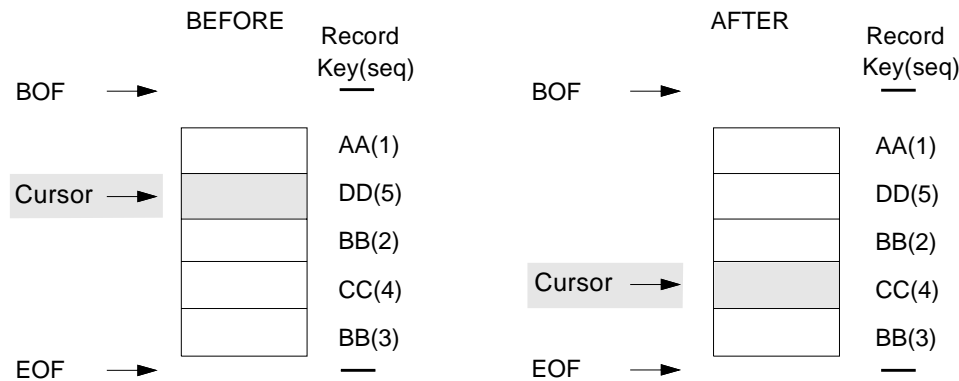 BEFORE
Record
Key(seq)
BOF
AA(1)
Cursor
DD(5)
BB(2)
CC(4)
BB(3)
EOF
AFTER
Record
Key(seq)
BOF
AA(1)
DD(5)
BB(2)
Cursor
CC(4)
BB(3)
EOF